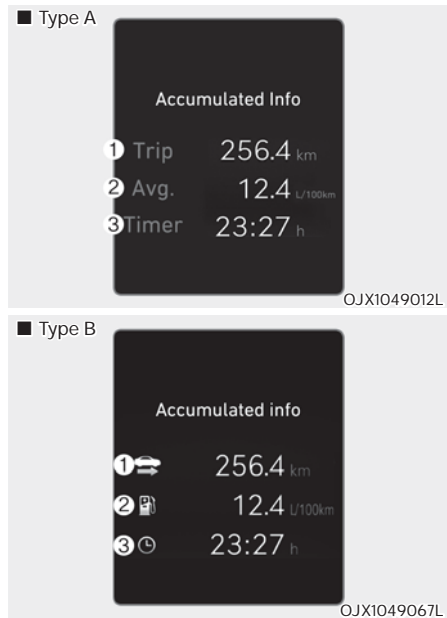 ■ Type A
Accumulated Info
1 Trip 256.4 km
2 Avg. 12.4 L/100km
3 Timer 23:27 h
OJX1049012L
■ Type B
Accumulated info
1 256.4 km
2 12.4 L/100km
3 23:27 h
OJX1049067L